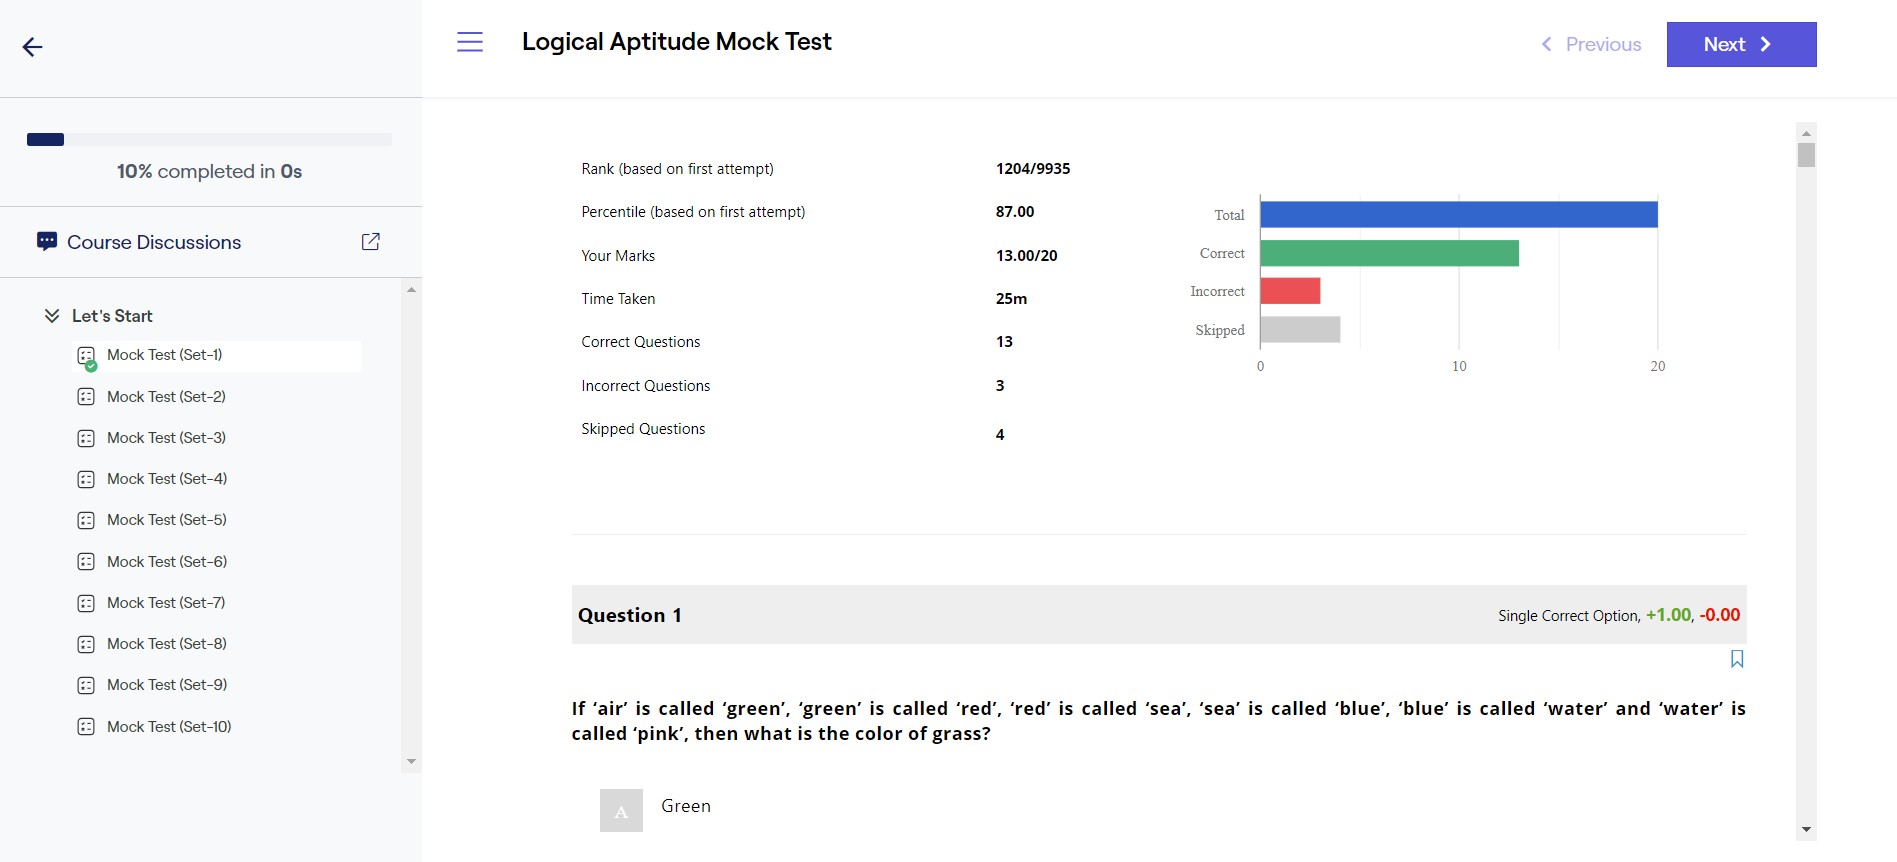 Logical Aptitude Mock Test
Previous
Next
10% completed in 0s
Course Discussions
Let's Start
Mock Test (Set-1)
Mock Test (Set-2)
Mock Test (Set-3)
Mock Test (Set-4)
Mock Test (Set-5)
Mock Test (Set-6)
Mock Test (Set-7)
Mock Test (Set-8)
Mock Test (Set-9)
Mock Test (Set-10)
Rank (based on first attempt) 1204/9935
Percentile (based on first attempt) 87.00
Your Marks 13.00/20
Time Taken 25m
Correct Questions 13
Incorrect Questions 3
Skipped Questions 4
Total
Correct
Incorrect
Skipped
0 10 20
Question 1 Single Correct Option, +1.00, -0.00
If ‘air’ is called ‘green’, ‘green’ is called ‘red’, ‘red’ is called ‘sea’, ‘sea’ is called ‘blue’, ‘blue’ is called ‘water’ and ‘water’ is
called ‘pink’, then what is the color of grass?
A Green